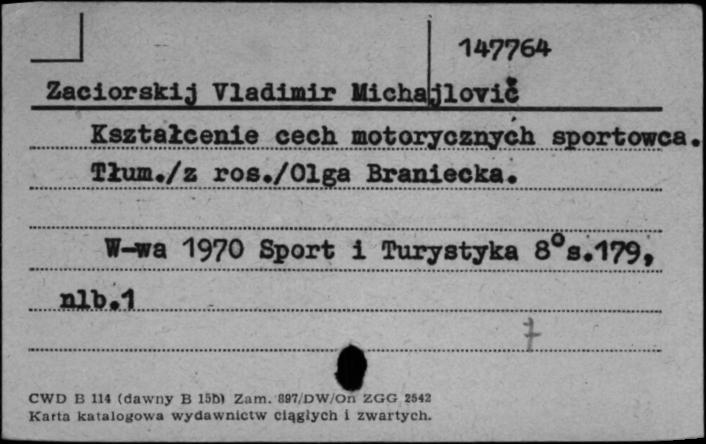 147764
Zaciorskij Vladimir Michajlovič
Kształcenie cech motorycznych sportowca.
Tłum./z ros./Olga Braniecka.
W-wa 1970 Sport i Turystyka 8° s.179,
nlb.1
7
CWD B 114 (dawny B 15b) Zam. 897/DW/On ZGG 2542
Karta katalogowa wydawnictw ciągłych i zwartych.